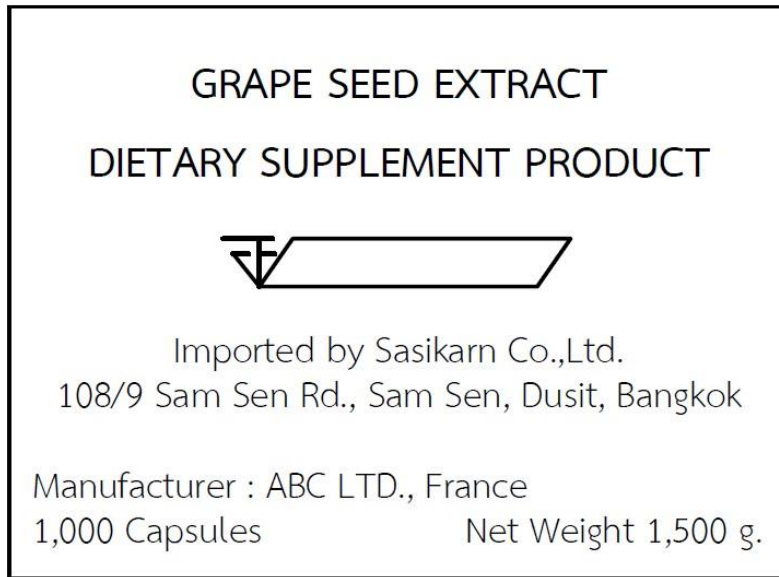 GRAPE SEED EXTRACT
DIETARY SUPPLEMENT PRODUCT
Imported by Sasikarn Co.,Ltd.
108/9 Sam Sen Rd., Sam Sen, Dusit, Bangkok
Manufacturer : ABC LTD., France
1,000 Capsules Net Weight 1,500 g.